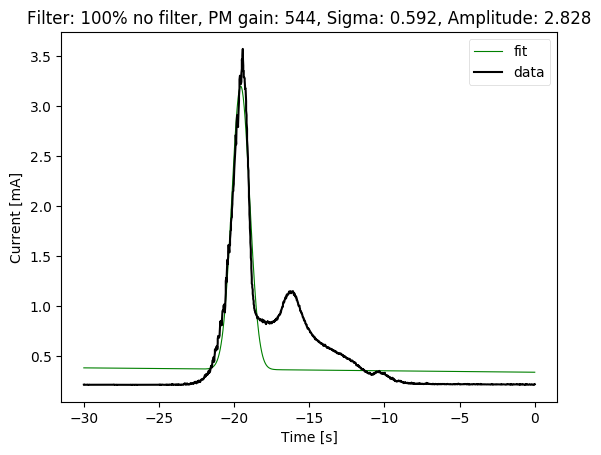 Filter: 100% no filter, PM gain: 544, Sigma: 0.592, Amplitude: 2.828
fit
data
3.5
3.0
2.5
2.0
1.5
1.0
0.5
Current [mA]
−30
−25
−20
−15
−10
−5
0
Time [s]